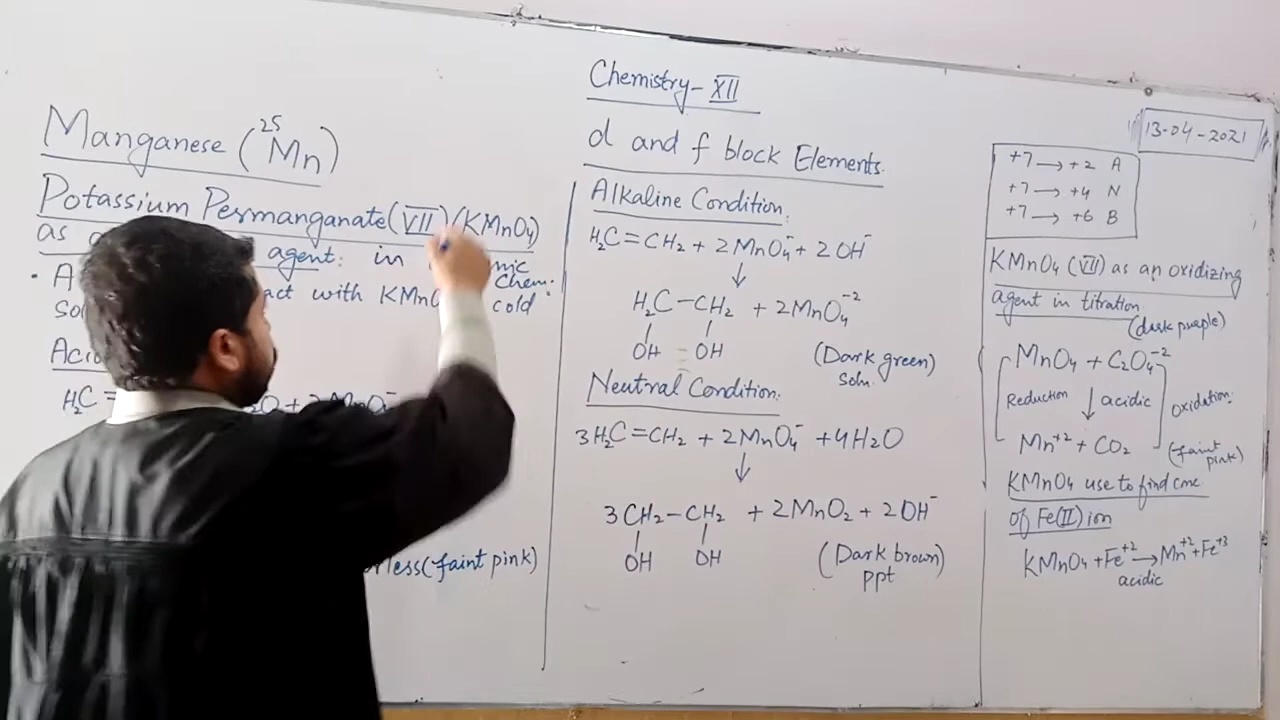 Chemistry-XII
d and f block Elements.
13-04-2021
Manganese (²⁵Mn)
Potassium Permanganate(VII)(KMnO₄)
as agent: in Chem:
• A act with KMn cold
Sol
Acid
H₂C = 2O + 2MnO₄⁻
less(faint pink)
Alkaline Condition:
H₂C=CH₂ + 2MnO₄⁻ + 2OH⁻
↓
H₂C-CH₂ + 2MnO₄⁻²
OH OH (Dark green)
Soln.
Neutral Condition:
3H₂C=CH₂ + 2MnO₄⁻ + 4H₂O
↓
3CH₂-CH₂ + 2MnO₂ + 2OH⁻
OH OH (Dark brown)
ppt
+7 → +2 A
+7 → +4 N
+7 → +6 B
KMnO₄ (VII) as an oxidizing
agent in titration
(dark purple)
MnO₄ + C₂O₄⁻²
Reduction ↓ acidic Oxidation:
Mn⁺² + CO₂ (faint
pink)
KMnO₄ use to find conc
of Fe(II) ion
KMnO₄ + Fe⁺² → Mn⁺² + Fe⁺³
acidic